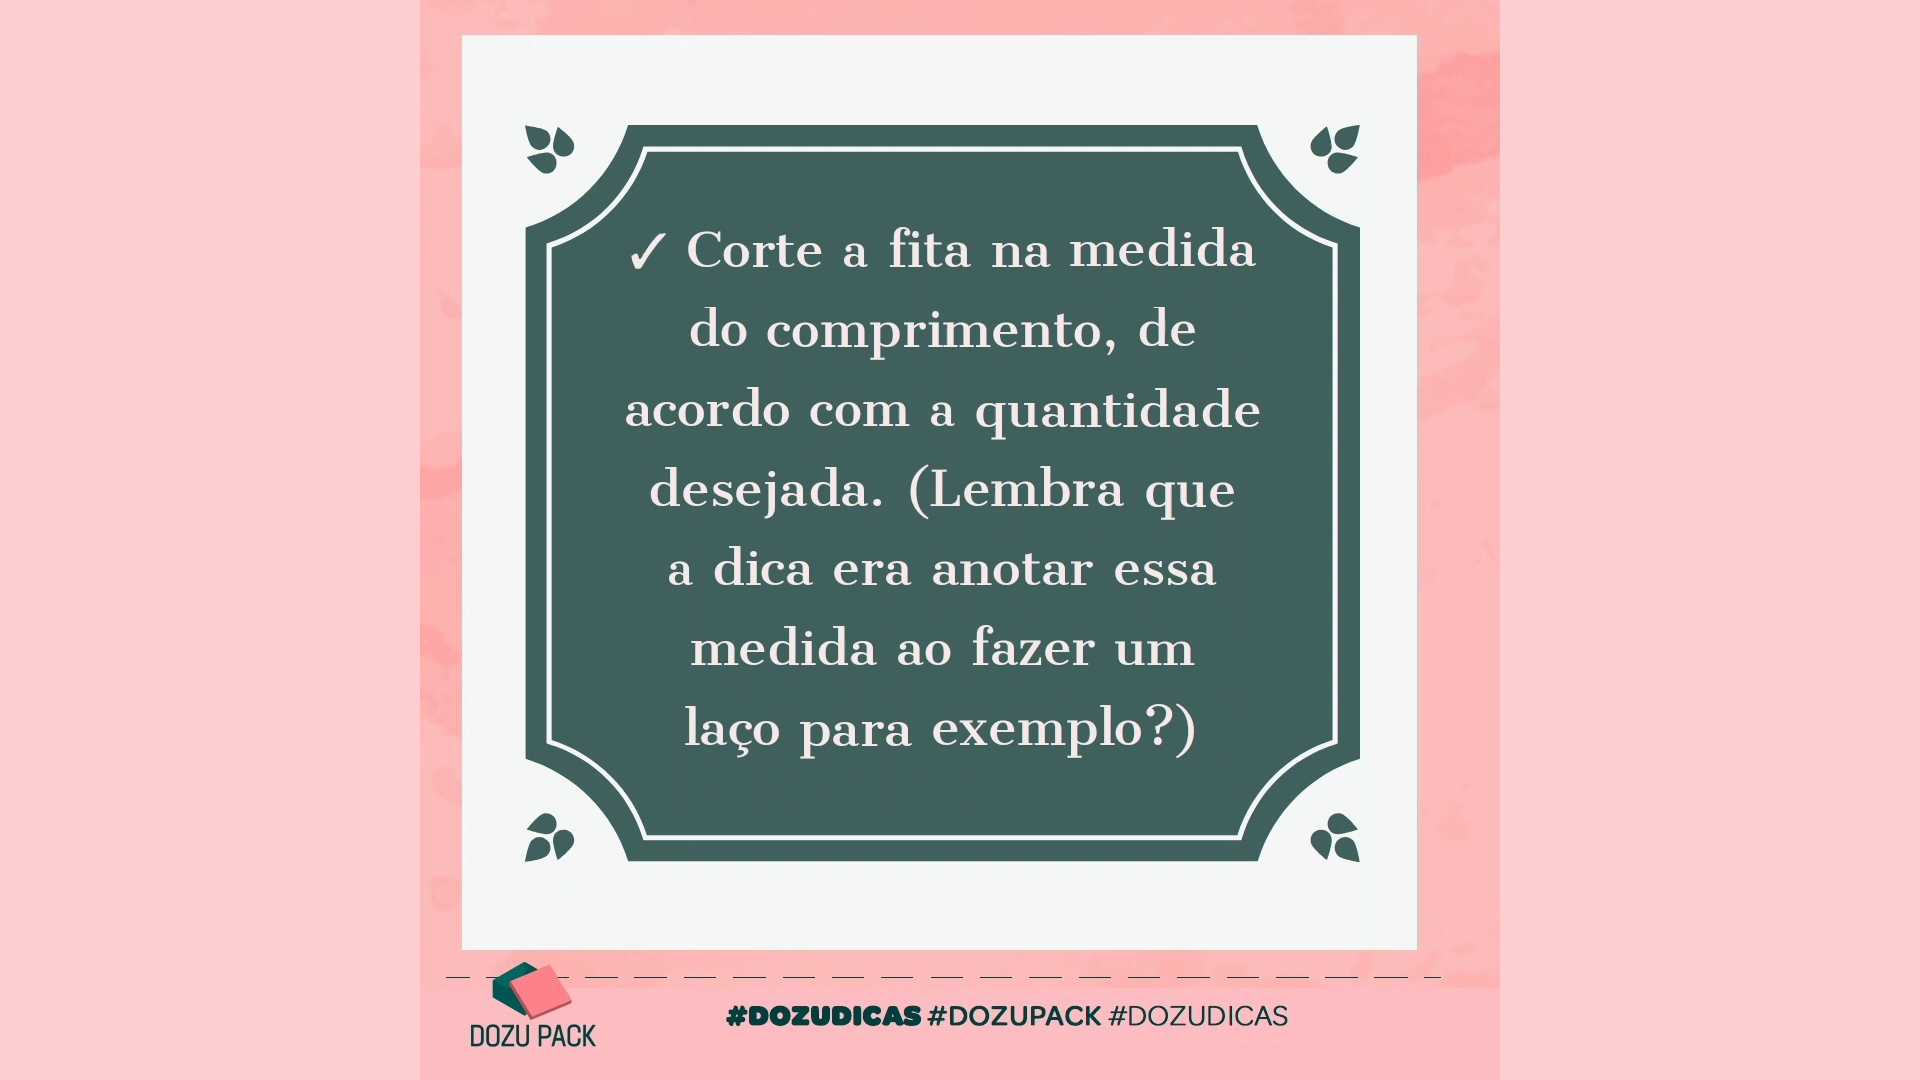 ✓ Corte a fita na medida
do comprimento, de
acordo com a quantidade
desejada. (Lembra que
a dica era anotar essa
medida ao fazer um
laço para exemplo?)
DOZU PACK
#DOZUDICAS #DOZUPACK #DOZUDICAS